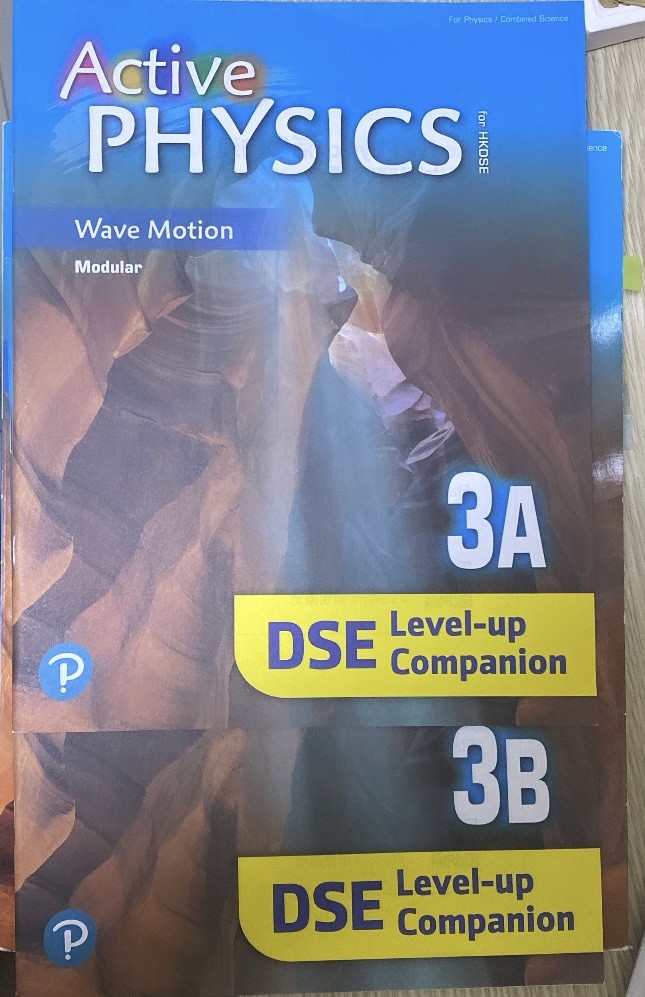 For Physics / Combined Science
Active
PHYSICS
for HKDSE
ence
Wave Motion
Modular
3A
DSE Level-up
Companion
3B
DSE Level-up
Companion